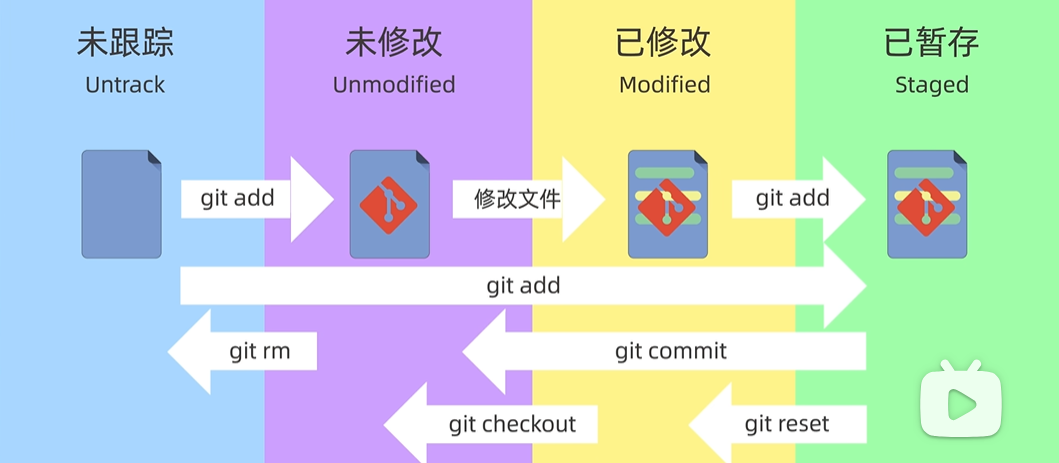 未跟踪
Untrack
未修改
Unmodified
已修改
Modified
已暂存
Staged
git add
修改文件
git add
git add
git rm
git commit
git checkout
git reset